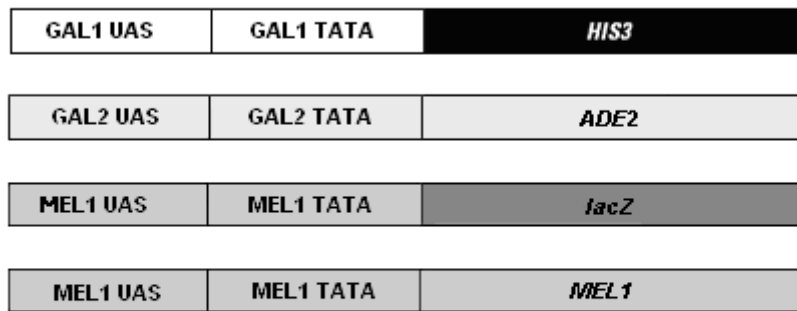 GAL1 UAS GAL1 TATA HIS3
GAL2 UAS GAL2 TATA ADE2
MEL1 UAS MEL1 TATA lacZ
MEL1 UAS MEL1 TATA MEL1